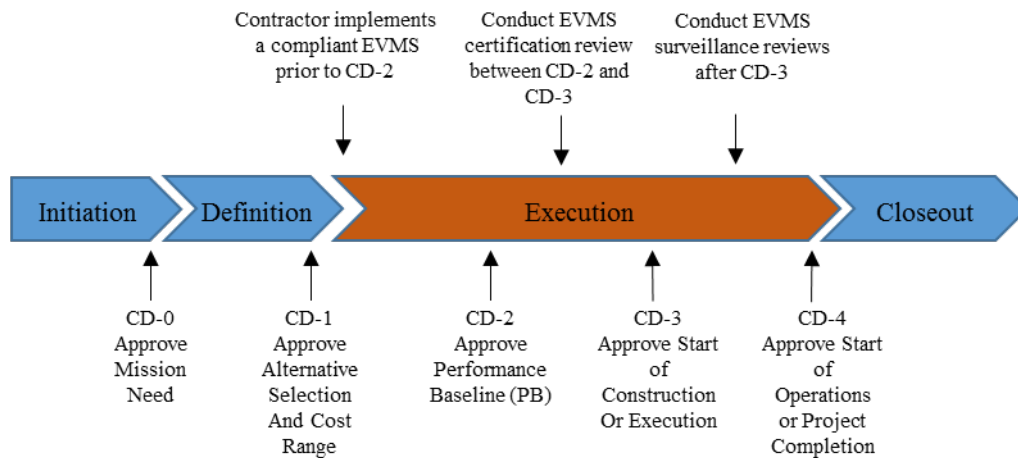 Contractor implements
a compliant EVMS
prior to CD-2
Conduct EVMS
certification review
between CD-2 and
CD-3
Conduct EVMS
surveillance reviews
after CD-3
Initiation
Definition
Execution
Closeout
CD-0
Approve
Mission
Need
CD-1
Approve
Alternative
Selection
And Cost
Range
CD-2
Approve
Performance
Baseline (PB)
CD-3
Approve Start
of
Construction
Or Execution
CD-4
Approve Start
of
Operations
or Project
Completion